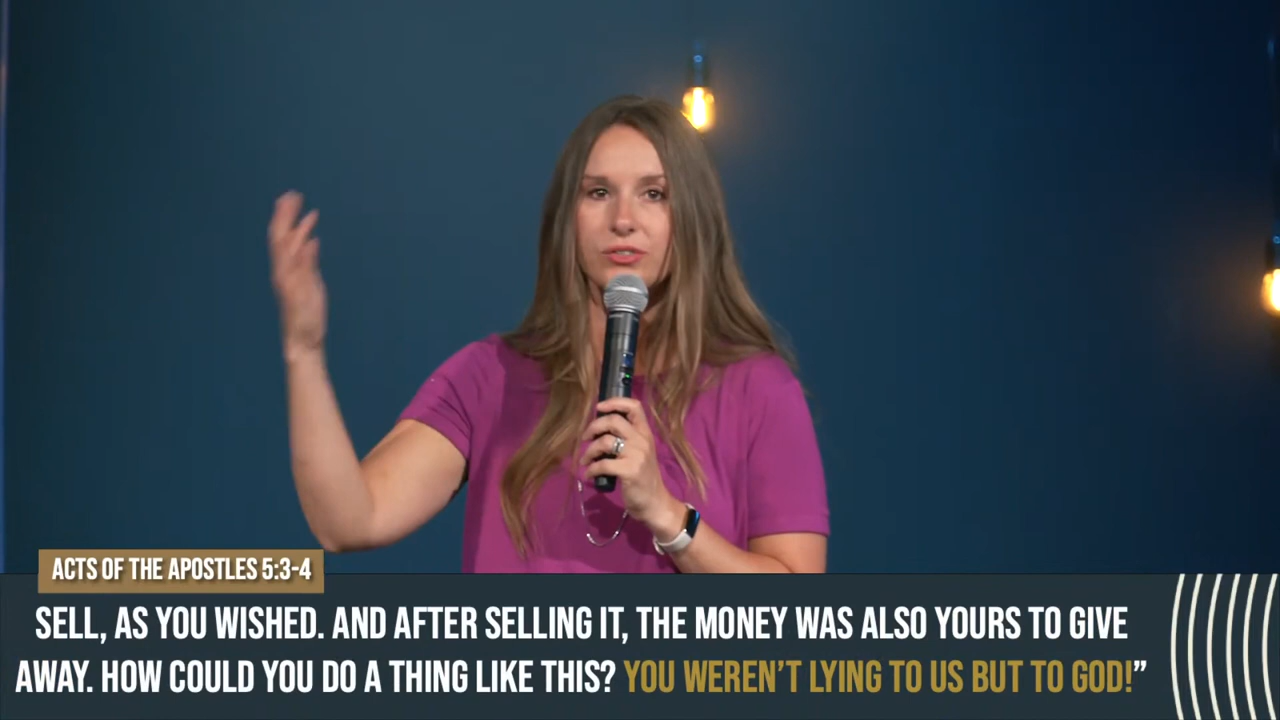 ACTS OF THE APOSTLES 5:3-4
SELL, AS YOU WISHED. AND AFTER SELLING IT, THE MONEY WAS ALSO YOURS TO GIVE
AWAY. HOW COULD YOU DO A THING LIKE THIS? YOU WEREN’T LYING TO US BUT TO GOD!”